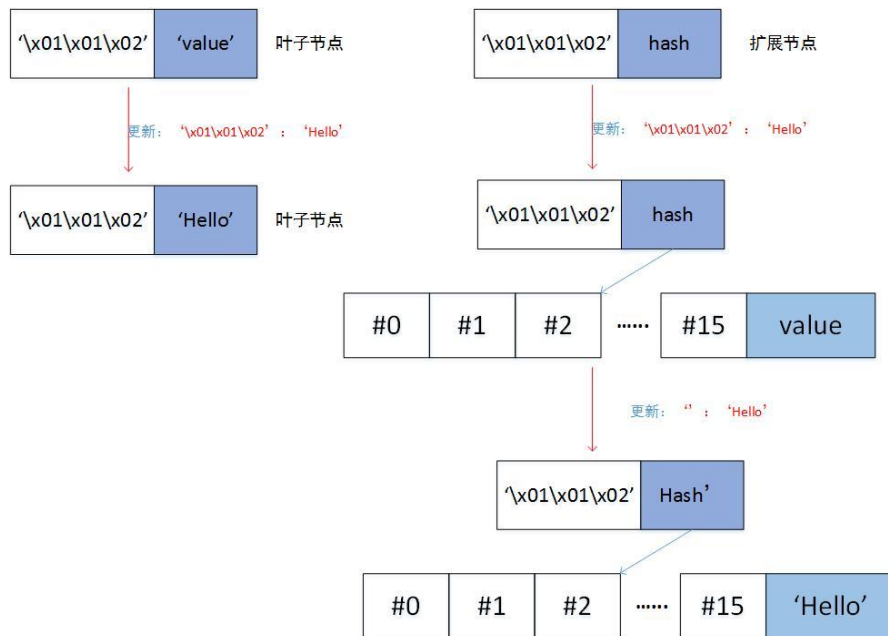 ‘\x01\x01\x02’ ‘value’ 叶子节点
‘\x01\x01\x02’ hash 扩展节点
更新： ‘\x01\x01\x02’ ： ‘Hello’
更新： ‘\x01\x01\x02’ ： ‘Hello’
‘\x01\x01\x02’ ‘Hello’ 叶子节点
‘\x01\x01\x02’ hash
#0 #1 #2 …… #15 value
更新： ‘’ ： ‘Hello’
‘\x01\x01\x02’ Hash’
#0 #1 #2 …… #15 ‘Hello’